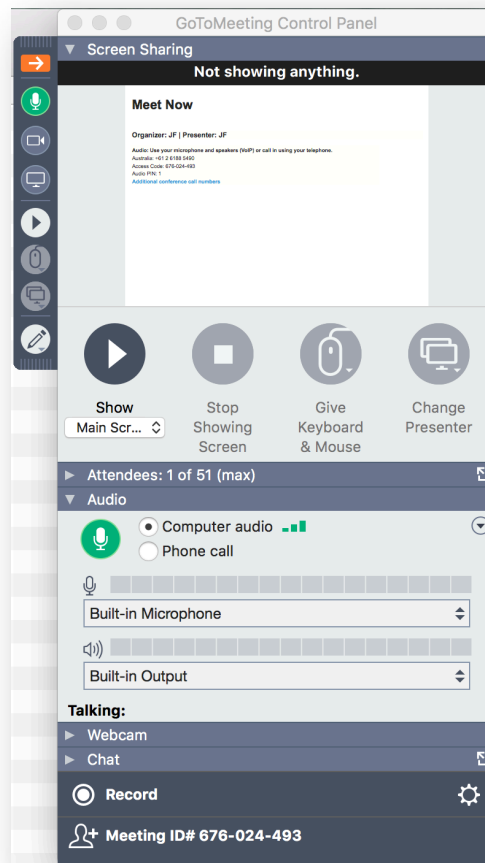 GoToMeeting Control Panel
Screen Sharing
Not showing anything.
Meet Now
Organizer: JF | Presenter: JF
Audio: Use your microphone and speakers (VoIP) or call in using your telephone.
Australia: +61 2 6188 5490
Access Code: 676-024-493
Audio PIN: 1
Additional conference call numbers
Show
Main Scr...
Stop
Showing
Screen
Give
Keyboard
& Mouse
Change
Presenter
Attendees: 1 of 51 (max)
Audio
Computer audio
Phone call
Built-in Microphone
Built-in Output
Talking:
Webcam
Chat
Record
Meeting ID# 676-024-493